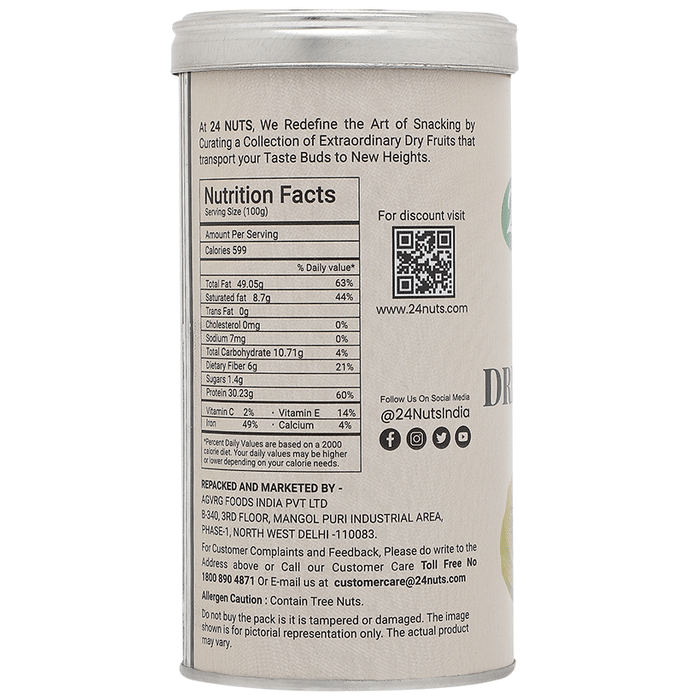 At 24 NUTS, We Redefine the Art of Snacking by
Curating a Collection of Extraordinary Dry Fruits that
transport your Taste Buds to New Heights.
Nutrition Facts
Serving Size (100g)
Amount Per Serving
Calories 599
% Daily value*
Total Fat 49.05g 63%
Saturated fat 8.7g 44%
Trans Fat 0g
Cholesterol 0mg 0%
Sodium 7mg 0%
Total Carbohydrate 10.71g 4%
Dietary Fiber 6g 21%
Sugars 1.4g
Protein 30.23g 60%
Vitamin C 2% · Vitamin E 14%
Iron 49% · Calcium 4%
*Percent Daily Values are based on a 2000
calorie diet. Your daily values may be higher
or lower depending on your calorie needs.
For discount visit
www.24nuts.com
Follow Us On Social Media
@24NutsIndia
DR
REPACKED AND MARKETED BY -
AGVRG FOODS INDIA PVT LTD
B-340, 3RD FLOOR, MANGOL PURI INDUSTRIAL AREA,
PHASE-1, NORTH WEST DELHI -110083.
For Customer Complaints and Feedback, Please do write to the
Address above or Call our Customer Care Toll Free No
1800 890 4871 Or E-mail us at customercare@24nuts.com
Allergen Caution : Contain Tree Nuts.
Do not buy the pack is it is tampered or damaged. The image
shown is for pictorial representation only. The actual product
may vary.